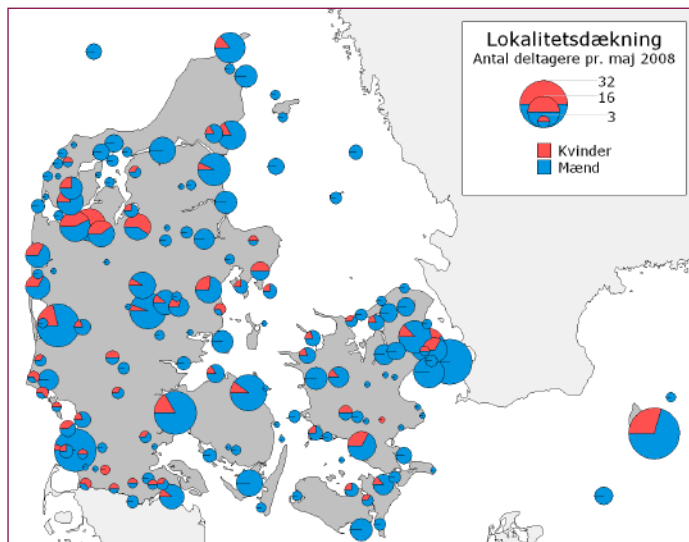 Lokalitetsdækning
Antal deltagere pr. maj 2008
32
16
3
Kvinder
Mænd